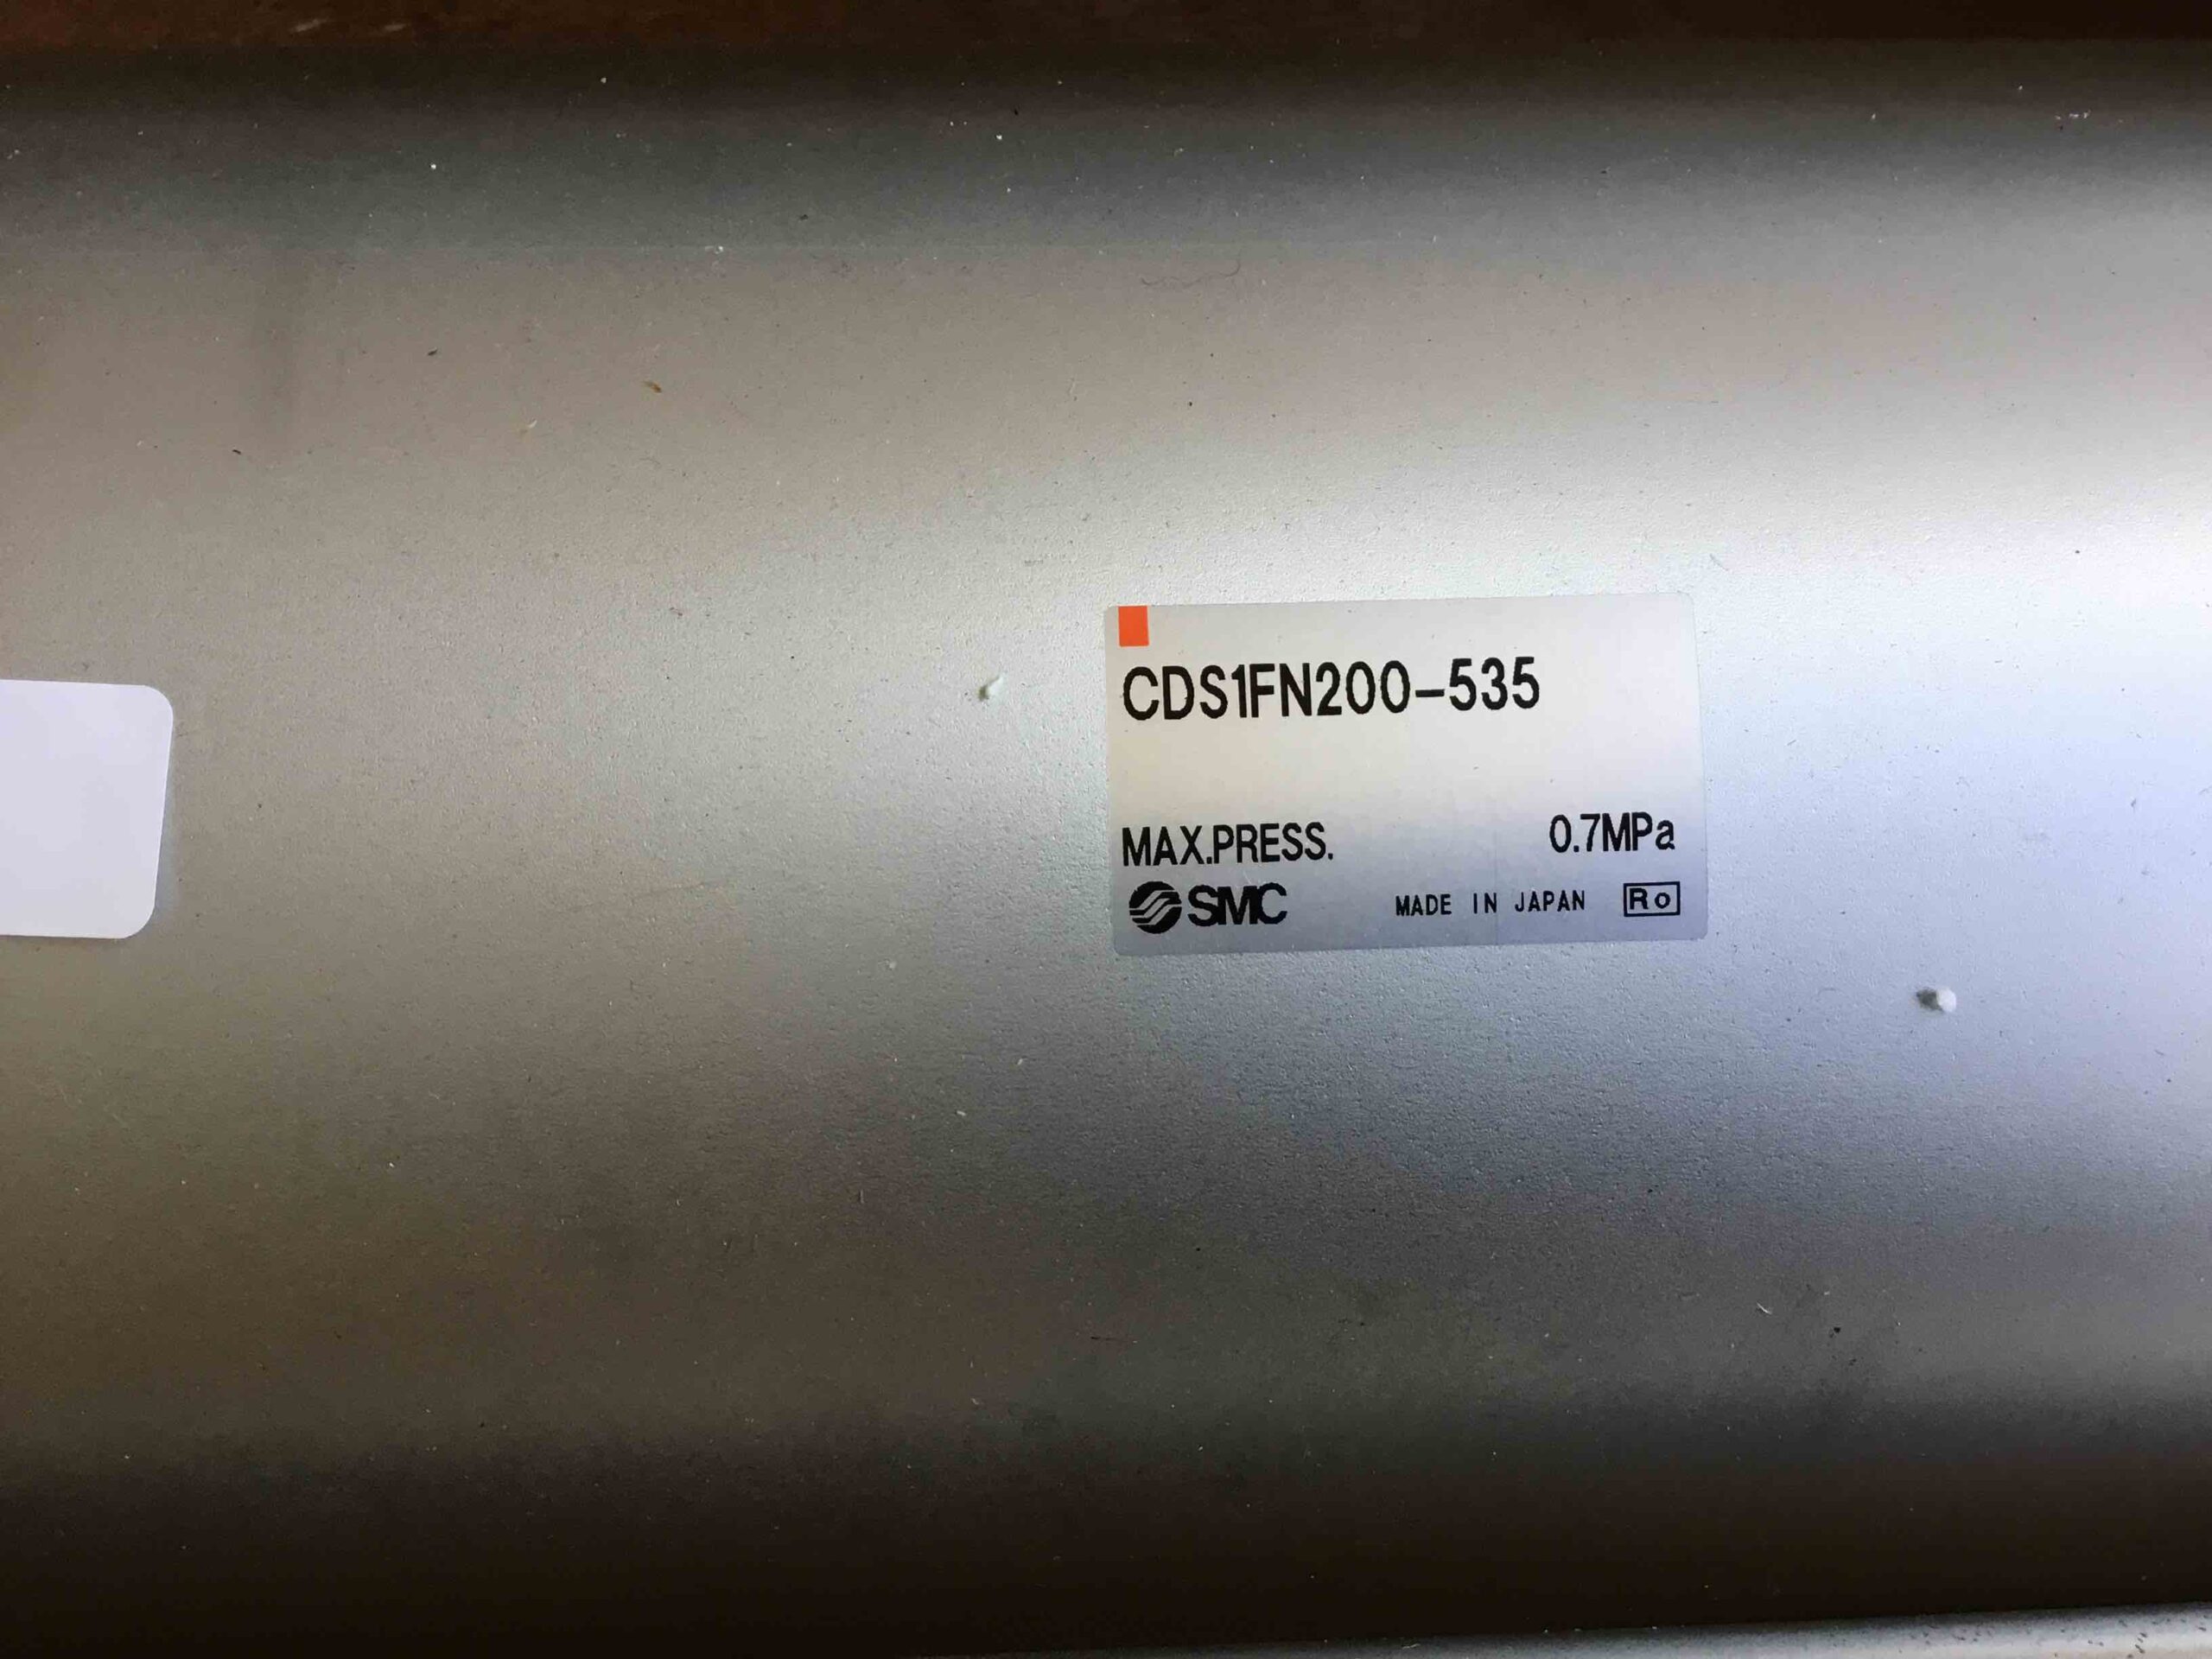 CDS1FN200-535
MAX.PRESS. 0.7MPa
SMC MADE IN JAPAN Ro